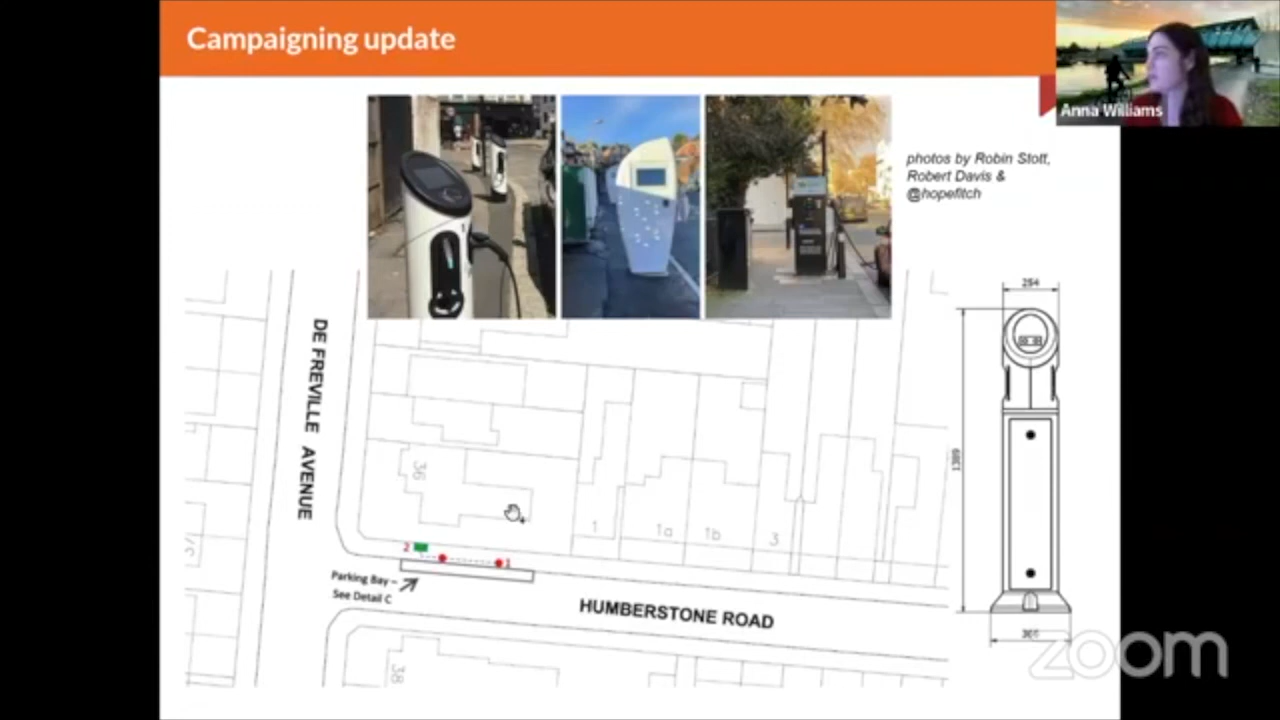 Campaigning update
Anna Williams
photos by Robin Stott,
Robert Davis &
@hopefitch
DE FREVILLE AVENUE
36
1
1a
1b
3
2
1
Parking Bay –
See Detail C
HUMBERSTONE ROAD
38
254
1369
zoom